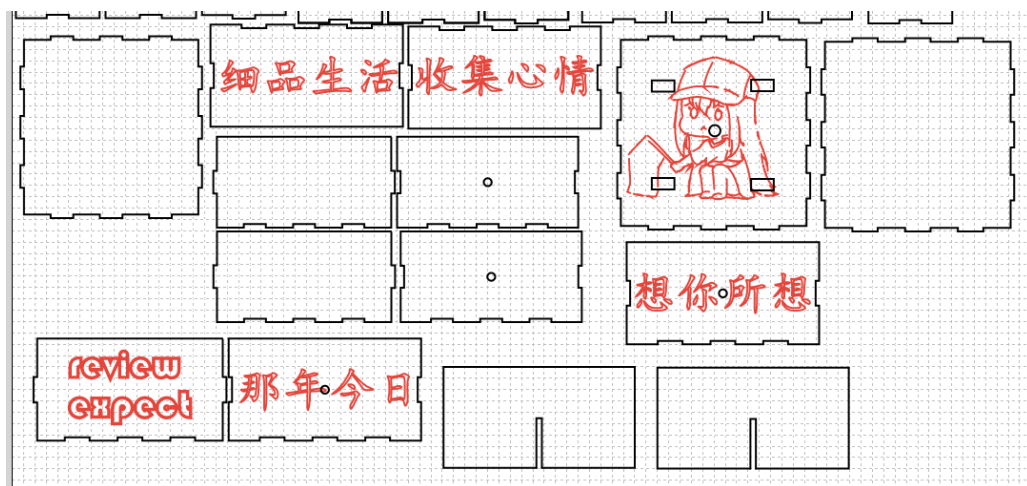 细品生活
收集心情
想你所想
review
expect
那年今日